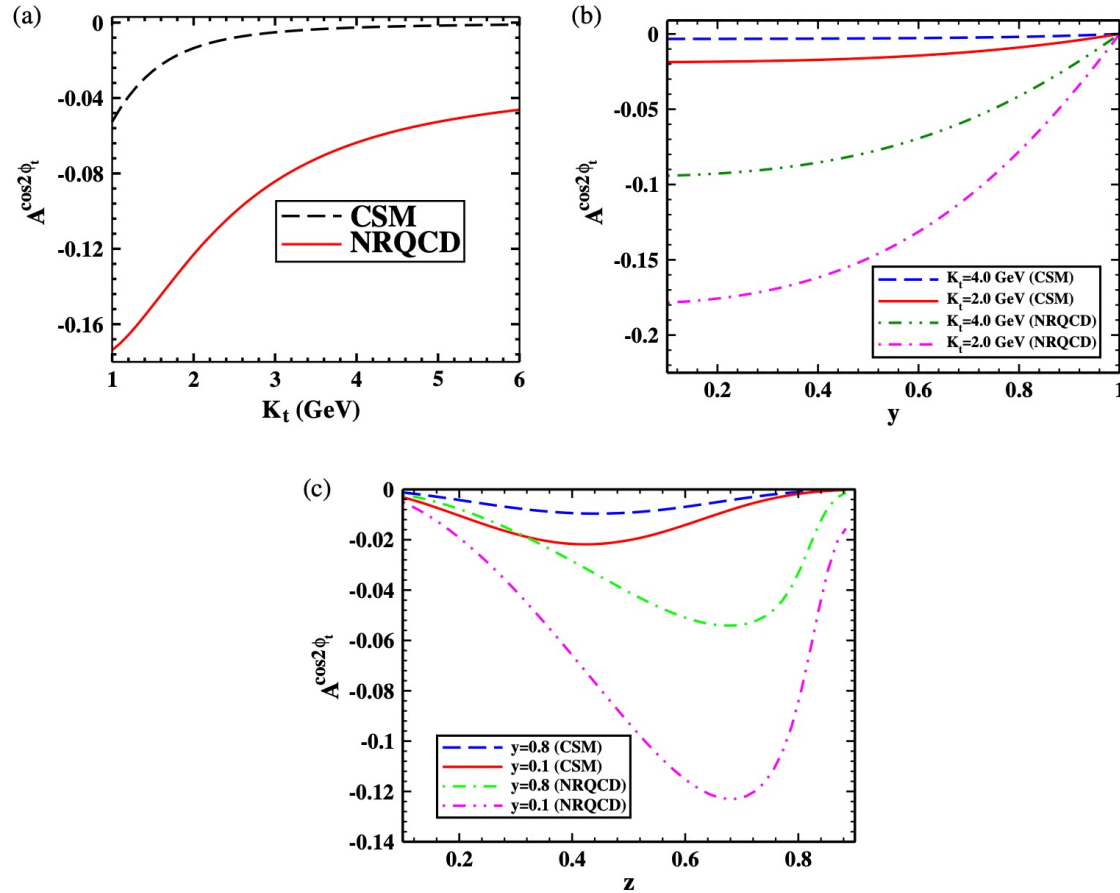 (a)
0
-0.04
-0.08
-0.12
-0.16
A^cos2ϕ_t
CSM
NRQCD
1 2 3 4 5 6
K_t (GeV)
(b)
0
-0.05
-0.1
-0.15
-0.2
A^cos2ϕ_t
K_t=4.0 GeV (CSM)
K_t=2.0 GeV (CSM)
K_t=4.0 GeV (NRQCD)
K_t=2.0 GeV (NRQCD)
0.2 0.4 0.6 0.8 1
y
(c)
0
-0.02
-0.04
-0.06
-0.08
-0.1
-0.12
-0.14
A^cos2ϕ_t
y=0.8 (CSM)
y=0.1 (CSM)
y=0.8 (NRQCD)
y=0.1 (NRQCD)
0.2 0.4 0.6 0.8
z